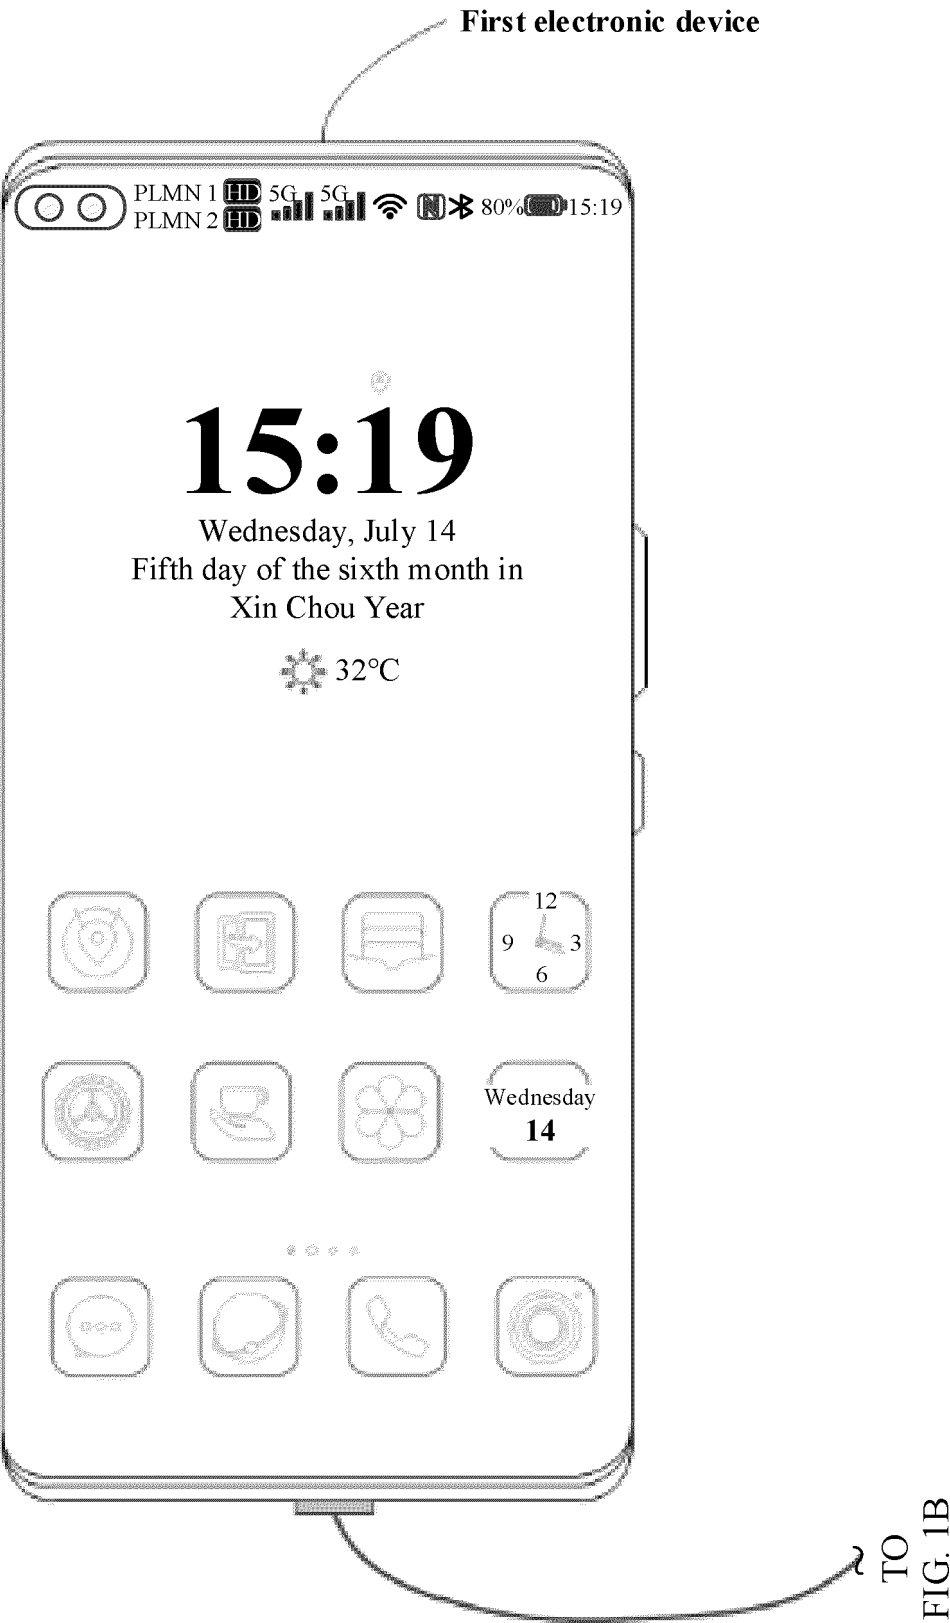 First electronic device
PLMN 1 HD 5G 5G N 80% 15:19
PLMN 2 HD
15:19
Wednesday, July 14
Fifth day of the sixth month in
Xin Chou Year
32°C
12
9 3
6
Wednesday
14
TO
FIG. 1B